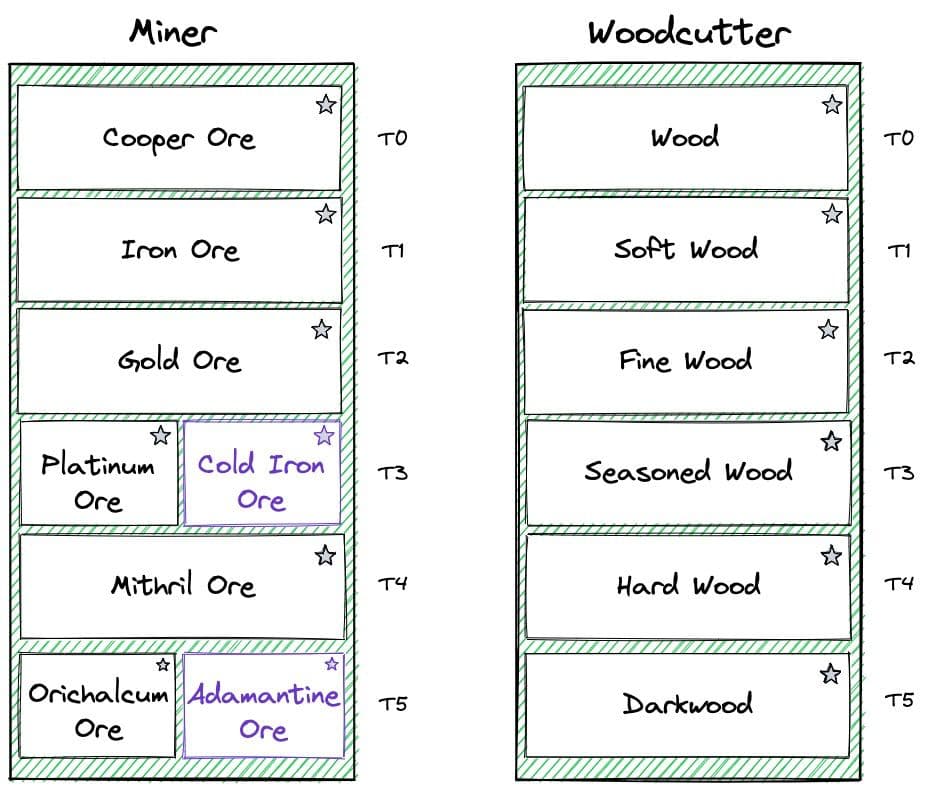 Miner
Cooper Ore
T0
Iron Ore
T1
Gold Ore
T2
Platinum
Ore
Cold Iron
Ore
T3
Mithril Ore
T4
Orichalcum
Ore
Adamantine
Ore
T5
Woodcutter
Wood
T0
Soft Wood
T1
Fine Wood
T2
Seasoned Wood
T3
Hard Wood
T4
Darkwood
T5